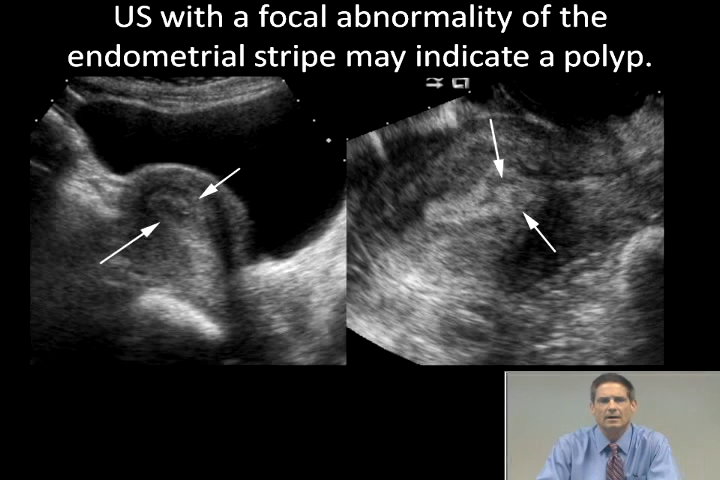 US with a focal abnormality of the
endometrial stripe may indicate a polyp.